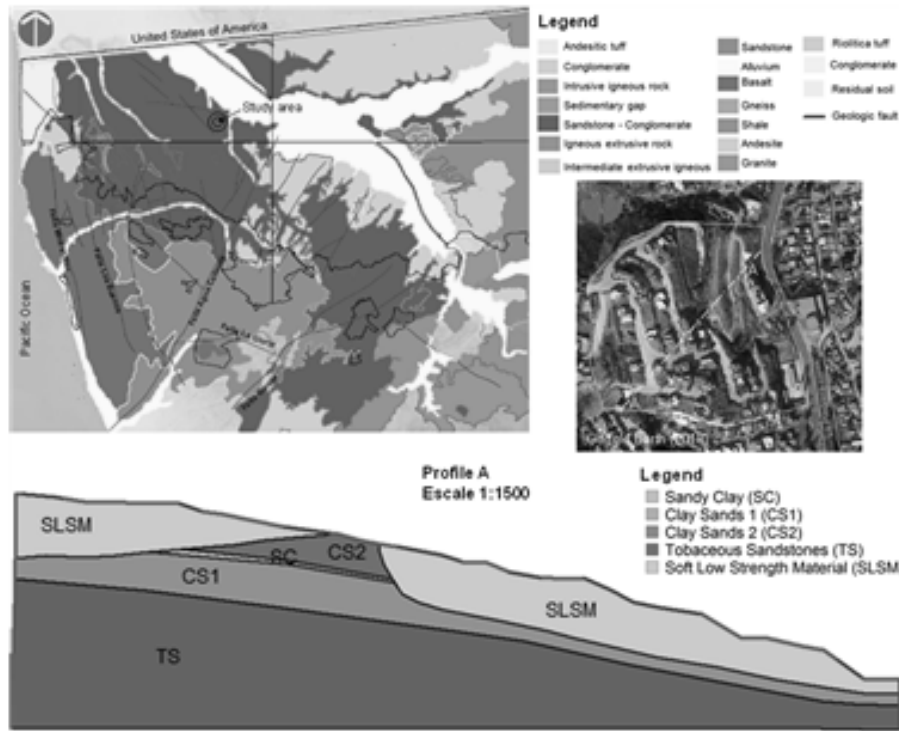 United States of America
Study area
Pacific Ocean
Legend
Andesitic tuff
Conglomerate
Intrusive igneous rock
Sedimentary gap
Sandstone - Conglomerate
Igneous extrusive rock
Intermediate extrusive igneous
Sandstone
Alluvium
Basalt
Gneiss
Shale
Andesite
Granite
Riolitica tuff
Conglomerate
Residual soil
Geologic fault
Profile A
Escale 1:1500
Legend
Sandy Clay (SC)
Clay Sands 1 (CS1)
Clay Sands 2 (CS2)
Tobaceous Sandstones (TS)
Soft Low Strength Material (SLSM)
SLSM
SC
CS2
CS1
SLSM
TS